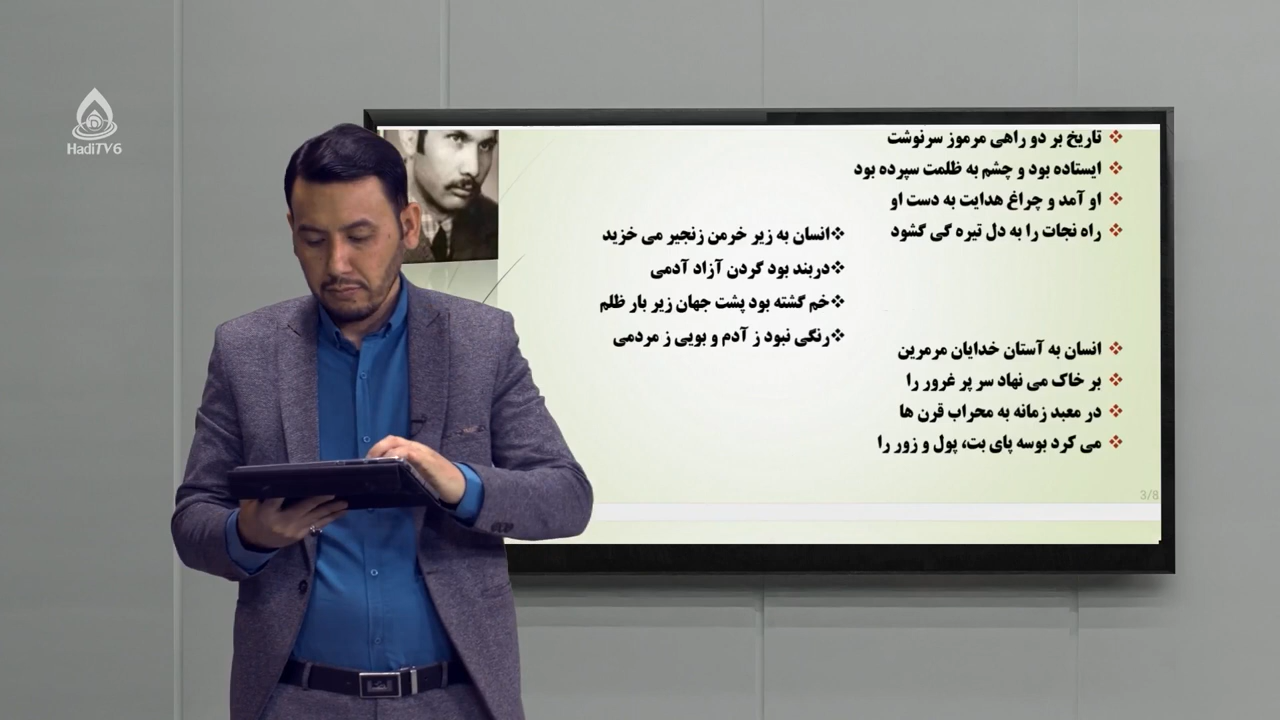 HadiTV6
تاریخ بر دو راهی مرموز سرنوشت
ایستاده بود و چشم به ظلمت سپرده بود
او آمد و چراغ هدایت به دست او
راه نجات را به دل تیره گی گشود
انسان به زیر خرمن زنجیر می خزید
دربند بود گردن آزاد آدمی
خم گشته بود پشت جهان زیر بار ظلم
رنگی نبود ز آدم و بویی ز مردمی
انسان به آستان خدایان مرمرین
بر خاک می نهاد سر پر غرور را
در معبد زمانه به محراب قرن ها
می کرد بوسه پای بت، پول و زور را
3/8